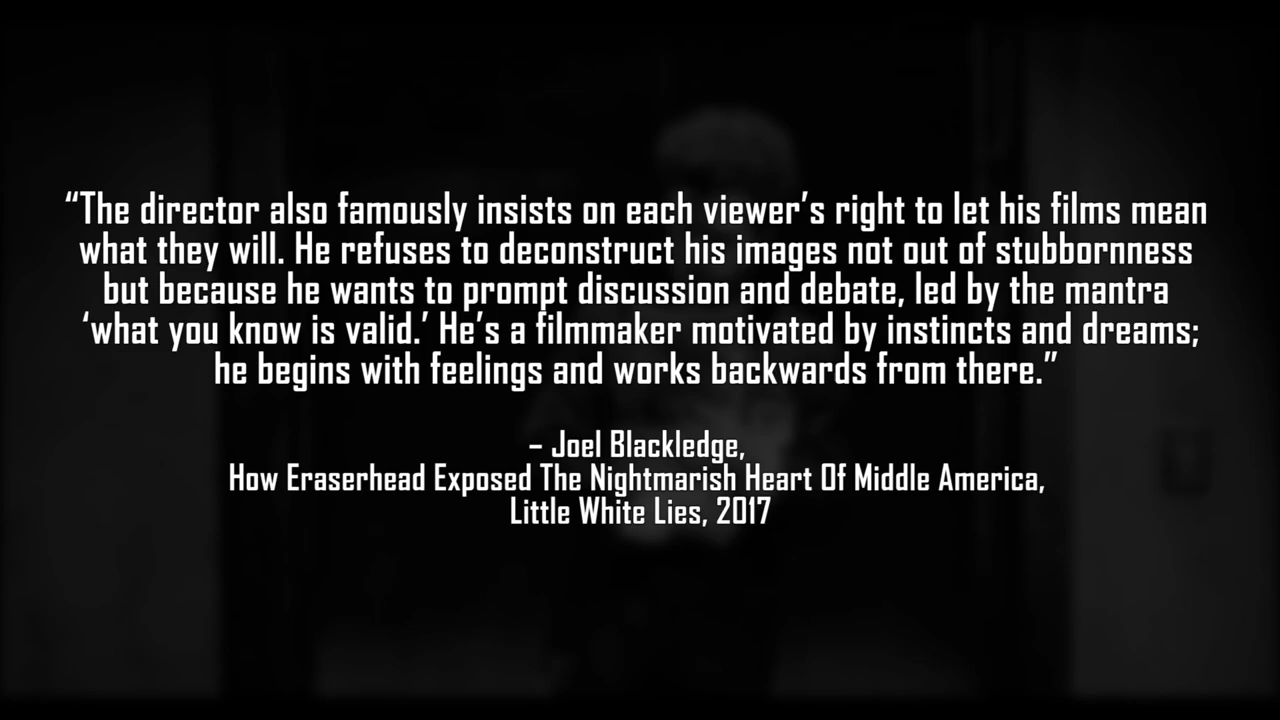 “The director also famously insists on each viewer’s right to let his films mean
what they will. He refuses to deconstruct his images not out of stubbornness
but because he wants to prompt discussion and debate, led by the mantra
‘what you know is valid.’ He’s a filmmaker motivated by instincts and dreams;
he begins with feelings and works backwards from there.”
– Joel Blackledge,
How Eraserhead Exposed The Nightmarish Heart Of Middle America,
Little White Lies, 2017